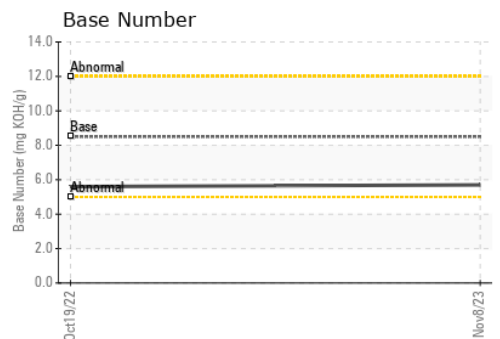 Base Number
Base Number (mg KOH/g)
14.0
12.0
10.0
8.0
6.0
4.0
2.0
0.0
Abnormal
Base
Abnormal
Oct19/22
Nov8/23